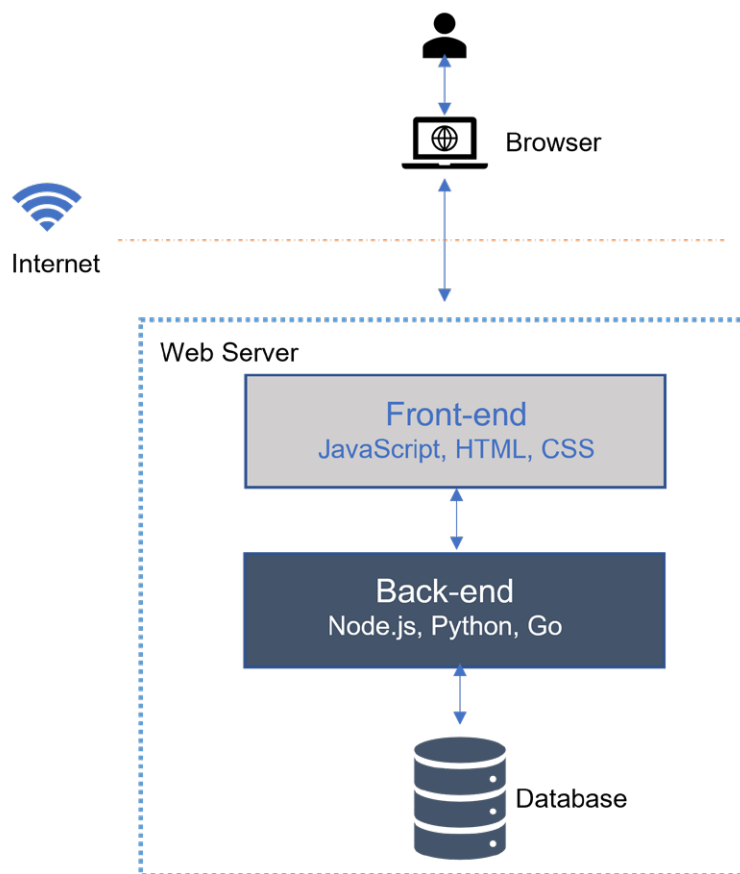 Browser
Internet
Web Server
Front-end
JavaScript, HTML, CSS
Back-end
Node.js, Python, Go
Database